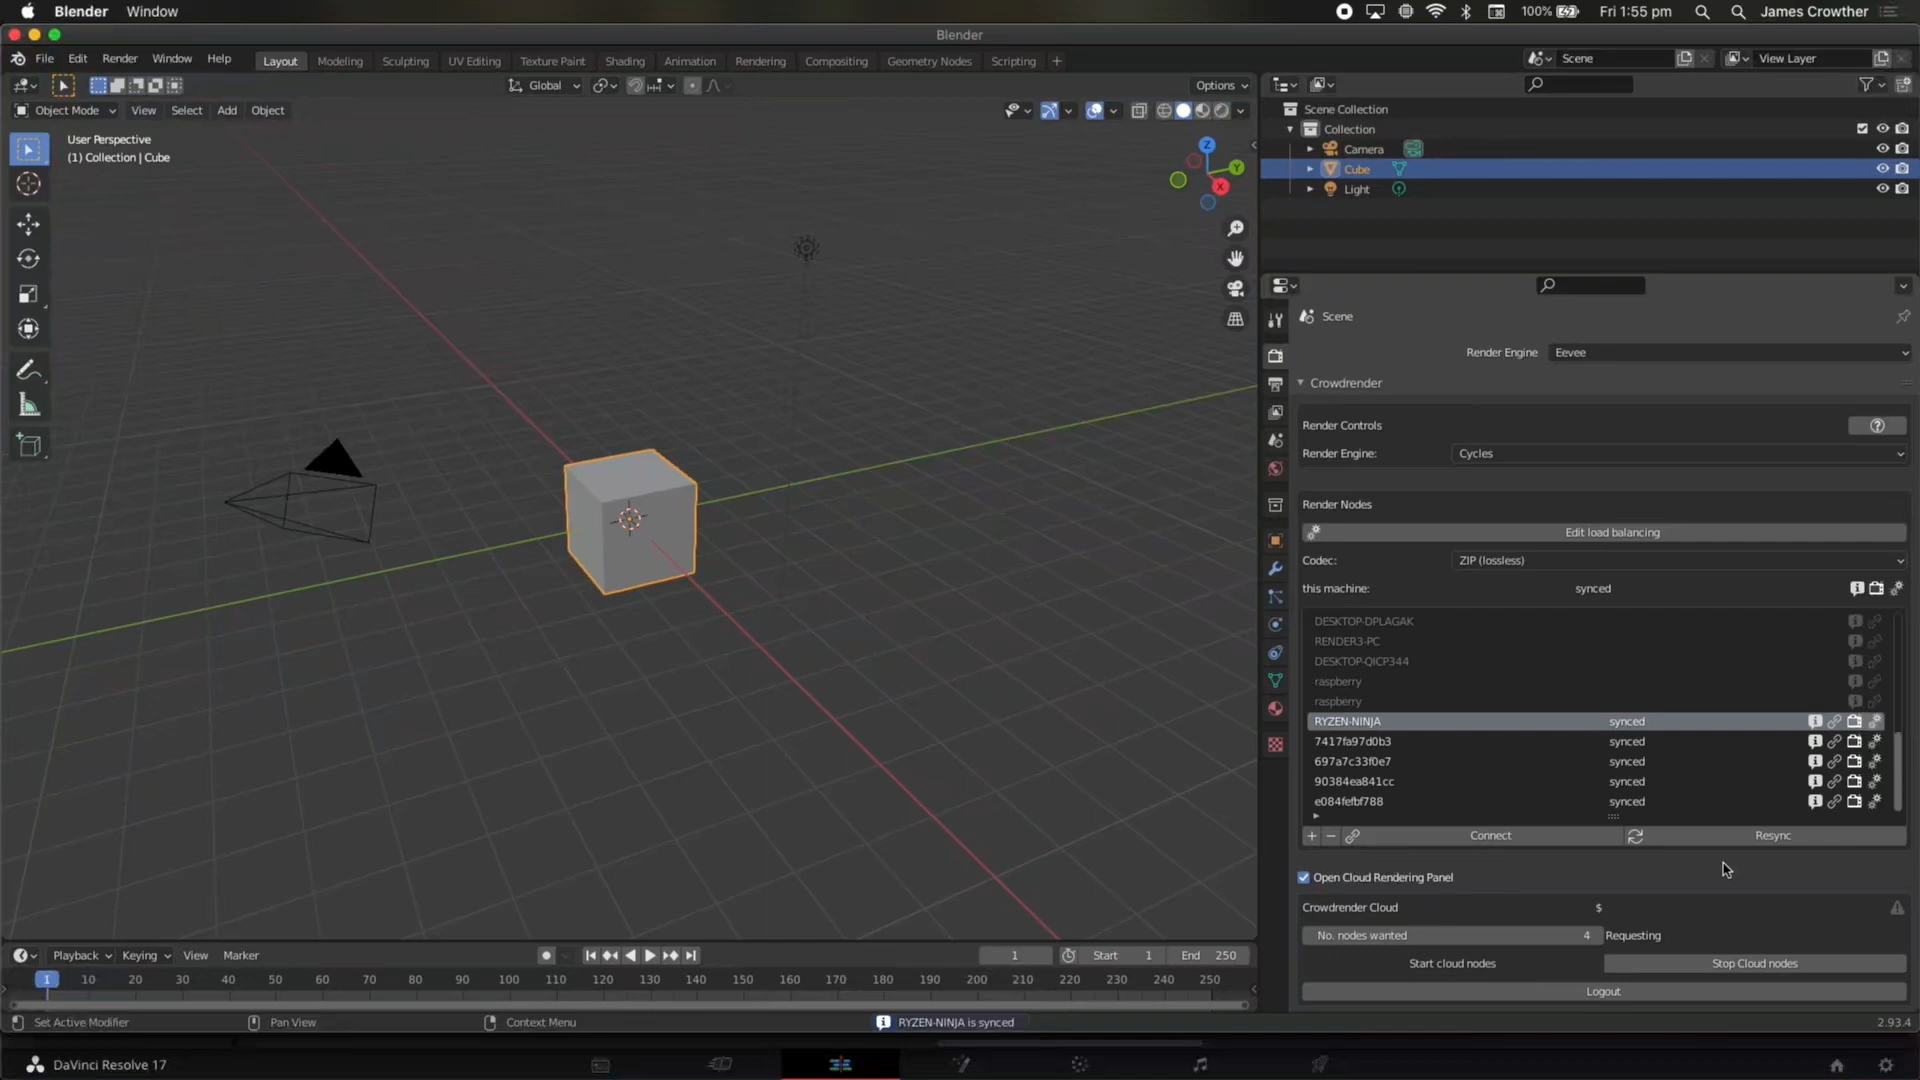 Blender Window 100% Fri 1:55 pm James Crowther
Blender
File Edit Render Window Help Layout Modeling Sculpting UV Editing Texture Paint Shading Animation Rendering Compositing Geometry Nodes Scripting + Scene View Layer
Global Options
Object Mode View Select Add Object
User Perspective
(1) Collection | Cube
Z
Y
X
Scene Collection
Collection
Camera
Cube
Light
Scene
Render Engine Eevee
Crowdrender
Render Controls
Render Engine: Cycles
Render Nodes
Edit load balancing
Codec: ZIP (lossless)
this machine: synced
DESKTOP-DPLAGAK
RENDER3-PC
DESKTOP-QICP344
raspberry
raspberry
RYZEN-NINJA synced
7417fa97d0b3 synced
697a7c33f0e7 synced
90384ea841cc synced
e084fefbf788 synced
+ − Connect Resync
Open Cloud Rendering Panel
Crowdrender Cloud $
No. nodes wanted 4 Requesting
Start cloud nodes Stop Cloud nodes
Logout
Playback Keying View Marker 1 Start 1 End 250
1 10 20 30 40 50 60 70 80 90 100 110 120 130 140 150 160 170 180 190 200 210 220 230 240 250
Set Active Modifier Pan View Context Menu RYZEN-NINJA is synced 2.93.4
DaVinci Resolve 17